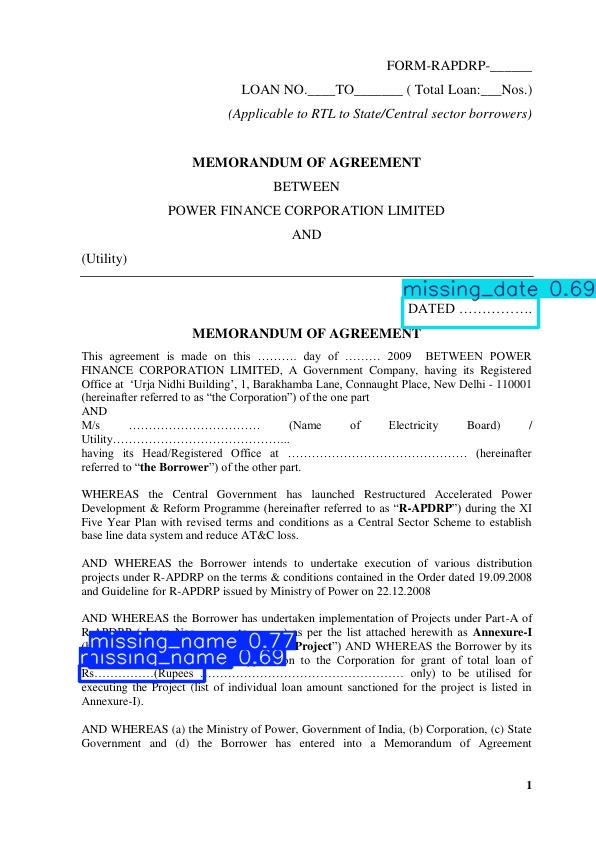 FORM-RAPDRP-______
LOAN NO.____TO_______ ( Total Loan:___Nos.)
(Applicable to RTL to State/Central sector borrowers)
MEMORANDUM OF AGREEMENT
BETWEEN
POWER FINANCE CORPORATION LIMITED
AND
(Utility)
missing_date 0.69
DATED …………….
MEMORANDUM OF AGREEMENT
This agreement is made on this ………. day of ……… 2009 BETWEEN POWER
FINANCE CORPORATION LIMITED, A Government Company, having its Registered
Office at ‘Urja Nidhi Building’, 1, Barakhamba Lane, Connaught Place, New Delhi - 110001
(hereinafter referred to as “the Corporation”) of the one part
AND
M/s …………………………… (Name of Electricity Board) /
Utility……………………………………...
having its Head/Registered Office at ………………………………………… (hereinafter
referred to “the Borrower”) of the other part.
WHEREAS the Central Government has launched Restructured Accelerated Power
Development & Reform Programme (hereinafter referred to as “R-APDRP”) during the XI
Five Year Plan with revised terms and conditions as a Central Sector Scheme to establish
base line data system and reduce AT&C loss.
AND WHEREAS the Borrower intends to undertake execution of various distribution
projects under R-APDRP on the terms & conditions contained in the Order dated 19.09.2008
and Guideline for R-APDRP issued by Ministry of Power on 22.12.2008
AND WHEREAS the Borrower has undertaken implementation of Projects under Part-A of
as per the list attached herewith as Annexure-I
missing_name 0.77
Project”) AND WHEREAS the Borrower by its
missing_name 0.69
to the Corporation for grant of total loan of
Rs……………(Rupees ……………………………………………… only) to be utilised for
executing the Project (list of individual loan amount sanctioned for the project is listed in
Annexure-I).
AND WHEREAS (a) the Ministry of Power, Government of India, (b) Corporation, (c) State
Government and (d) the Borrower has entered into a Memorandum of Agreement
1